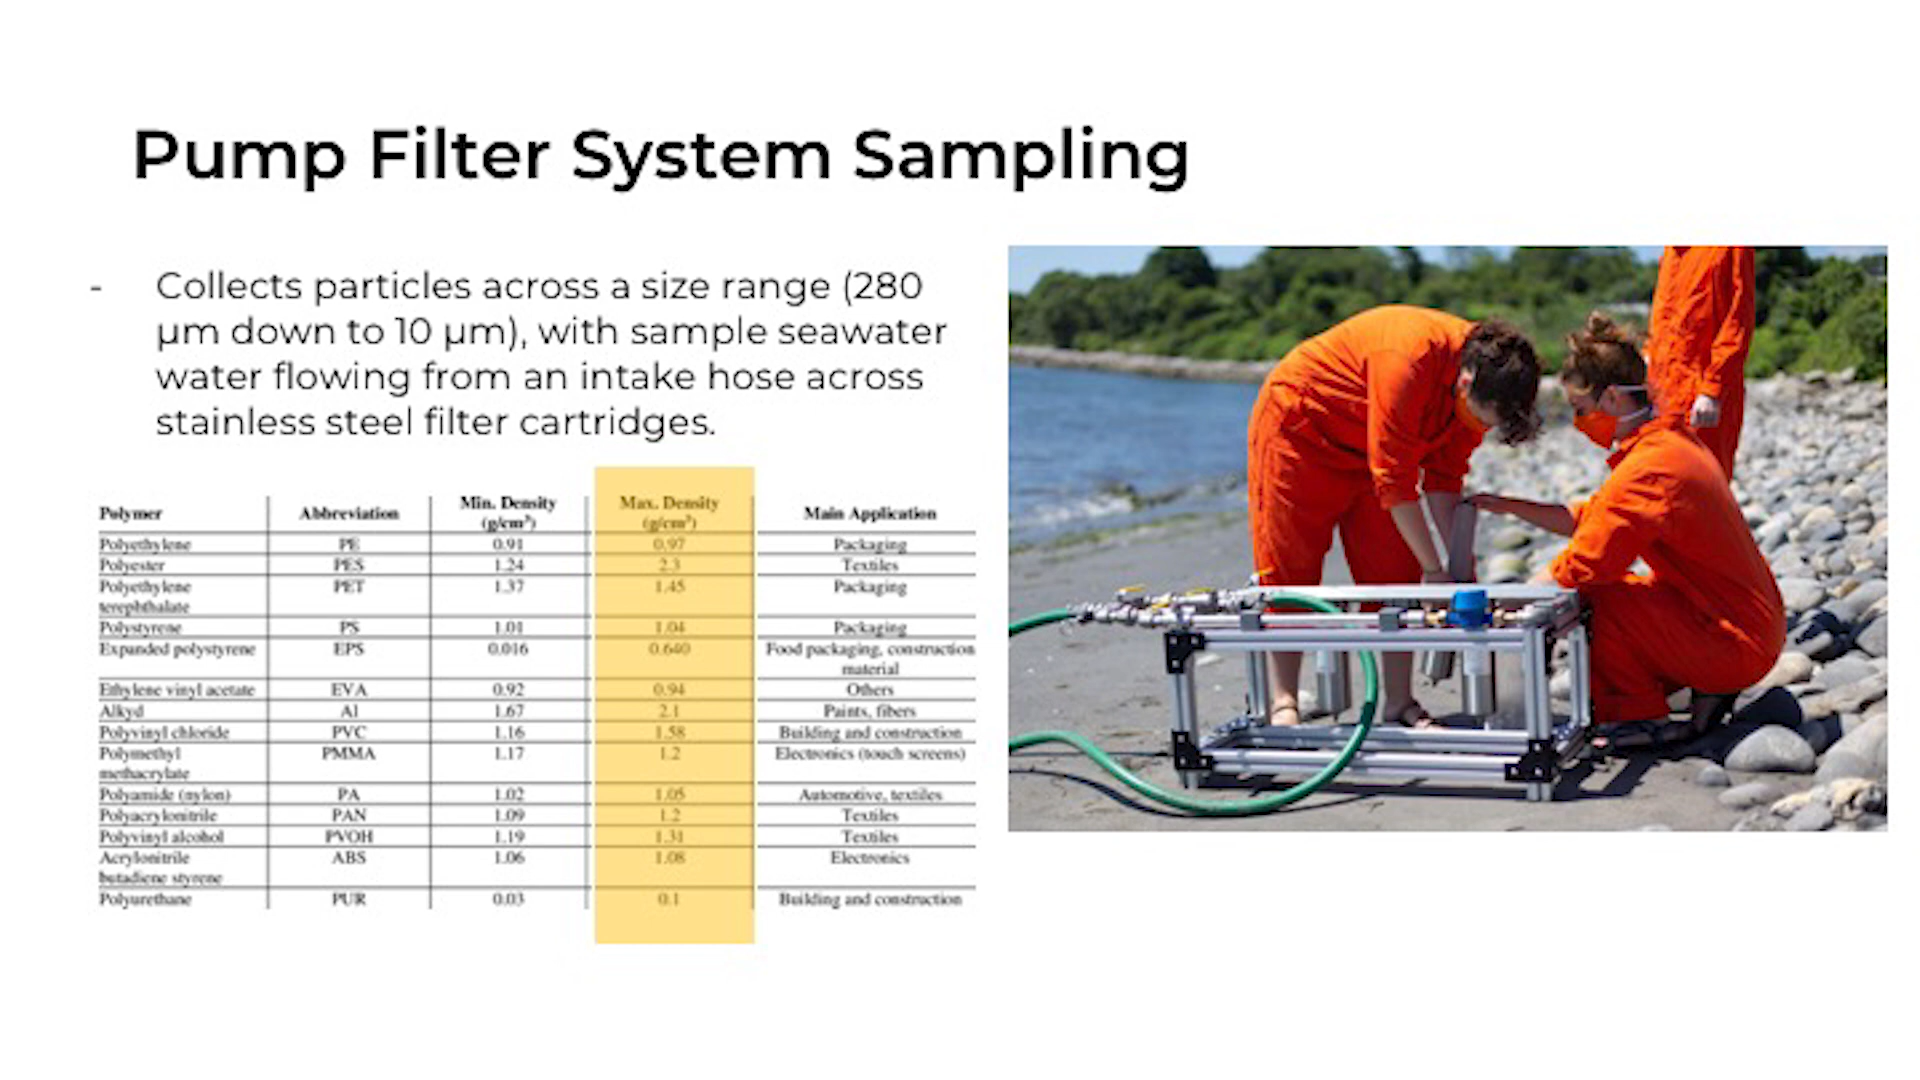 Pump Filter System Sampling
- Collects particles across a size range (280
µm down to 10 µm), with sample seawater
water flowing from an intake hose across
stainless steel filter cartridges.
Polymer Abbreviation Min. Density (g/cm³) Max. Density (g/cm³) Main Application
Polyethylene PE 0.91 0.97 Packaging
Polyester PES 1.24 2.3 Textiles
Polyethylene terephthalate PET 1.37 1.45 Packaging
Polystyrene PS 1.01 1.04 Packaging
Expanded polystyrene EPS 0.016 0.640 Food packaging, construction material
Ethylene vinyl acetate EVA 0.92 0.94 Others
Alkyd Al 1.67 2.1 Paints, fibers
Polyvinyl chloride PVC 1.16 1.58 Building and construction
Polymethyl methacrylate PMMA 1.17 1.2 Electronics (touch screens)
Polyamide (nylon) PA 1.02 1.05 Automotive, textiles
Polyacrylonitrile PAN 1.09 1.2 Textiles
Polyvinyl alcohol PVOH 1.19 1.31 Textiles
Acrylonitrile butadiene styrene ABS 1.06 1.08 Electronics
Polyurethane PUR 0.03 0.1 Building and construction